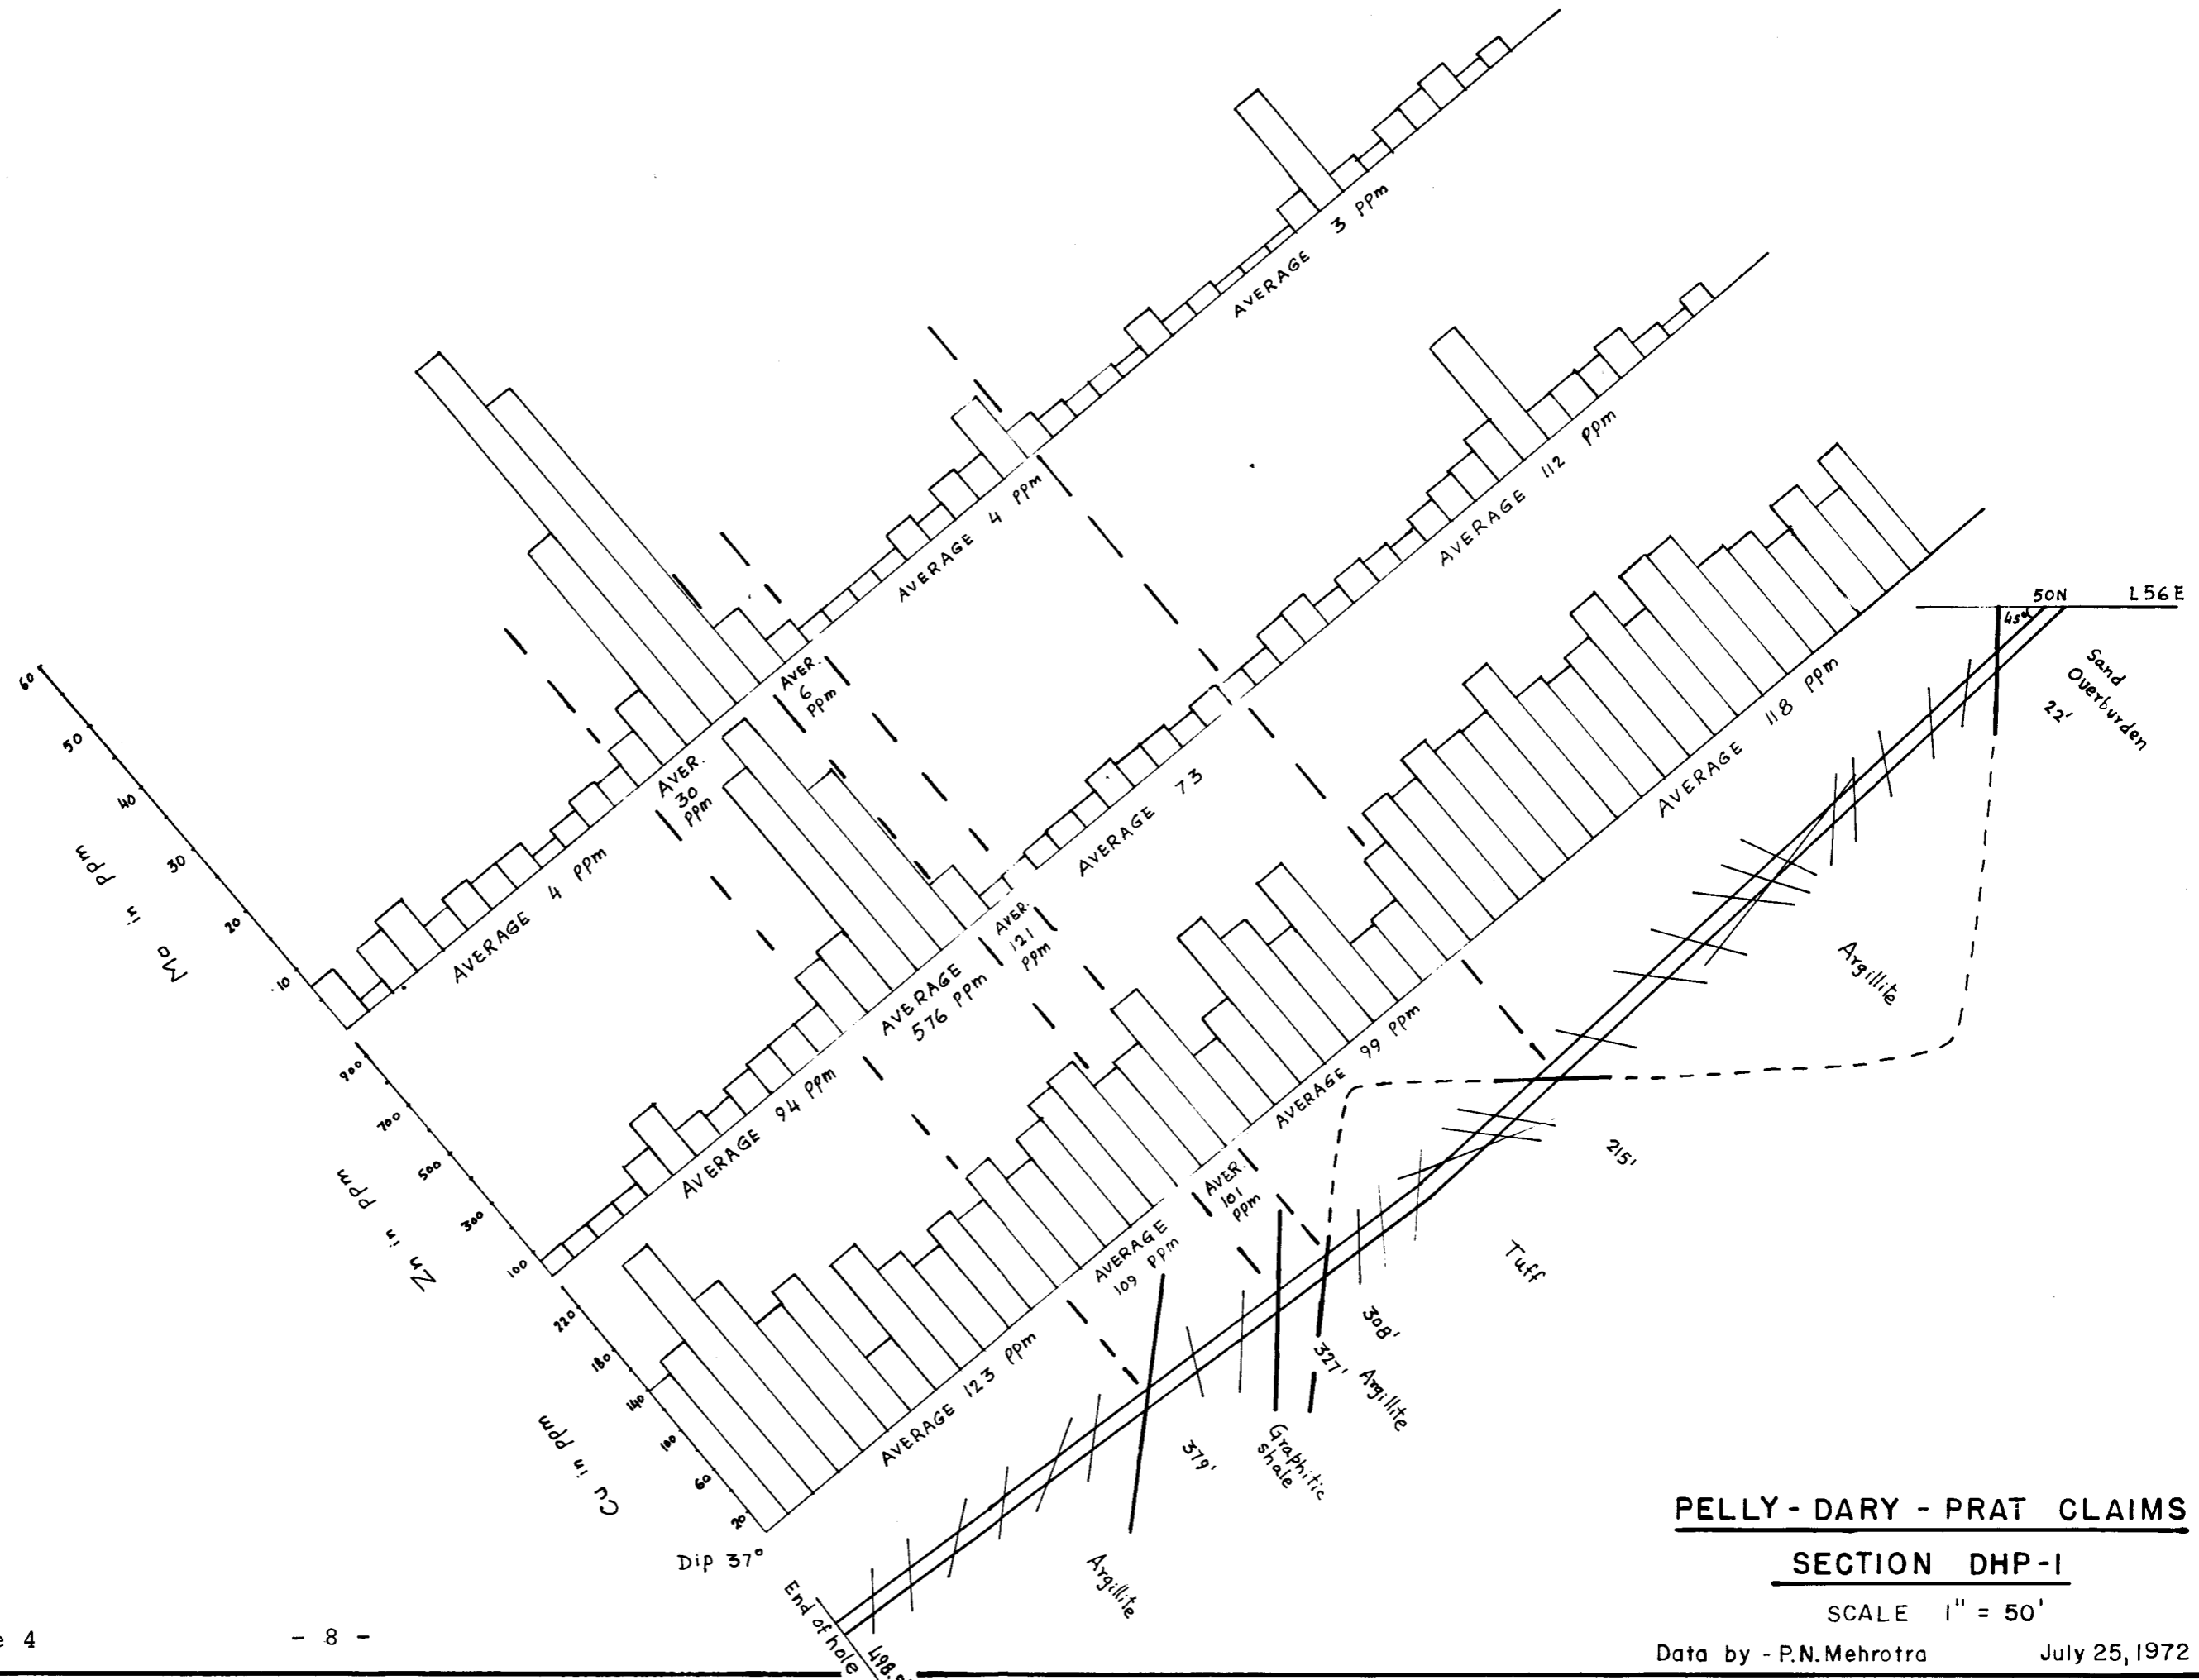 60
50
40
30
20
10
Mo in ppm
AVERAGE 4 PPm
AVER.
30
PPm
AVER.
6
PPm
AVERAGE 4 PPm
AVERAGE 3 PPm
900
700
500
300
100
Zn in ppm
AVERAGE 94 PPm
AVERAGE
576 PPm
AVER.
121
PPm
AVERAGE 73
AVERAGE 112 PPm
220
180
140
100
60
20
Cu in ppm
AVERAGE 123 PPm
AVERAGE
109 PPm
AVER.
101
PPm
AVERAGE 99 PPm
AVERAGE 118 PPm
50N
L56E
45°
Sand
Overburden
22'
Argillite
215'
Tuff
308'
327' Argillite
Graphitic
shale
379'
Argillite
Dip 37°
End of hole
PELLY-DARY-PRAT CLAIMS
SECTION DHP-1
SCALE 1" = 50'
Data by - P.N.Mehrotra July 25,1972
4
- 8 -